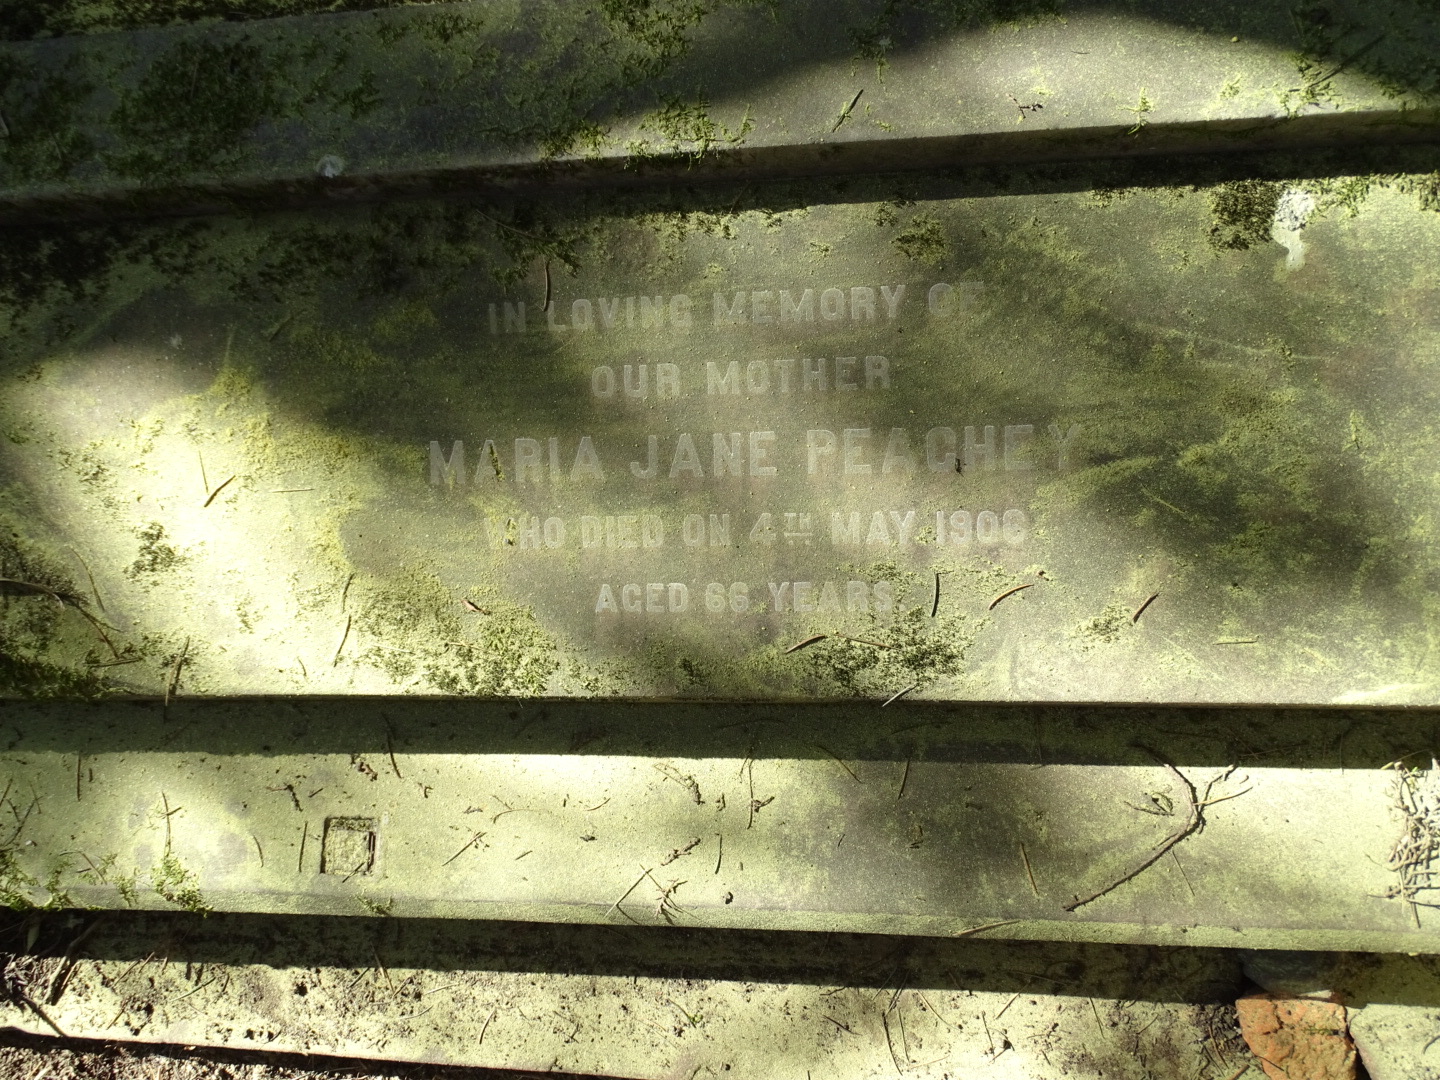 IN LOVING MEMORY OF
OUR MOTHER
MARIA JANE PEACHEY
WHO DIED ON 4TH MAY 1906
AGED 66 YEARS.